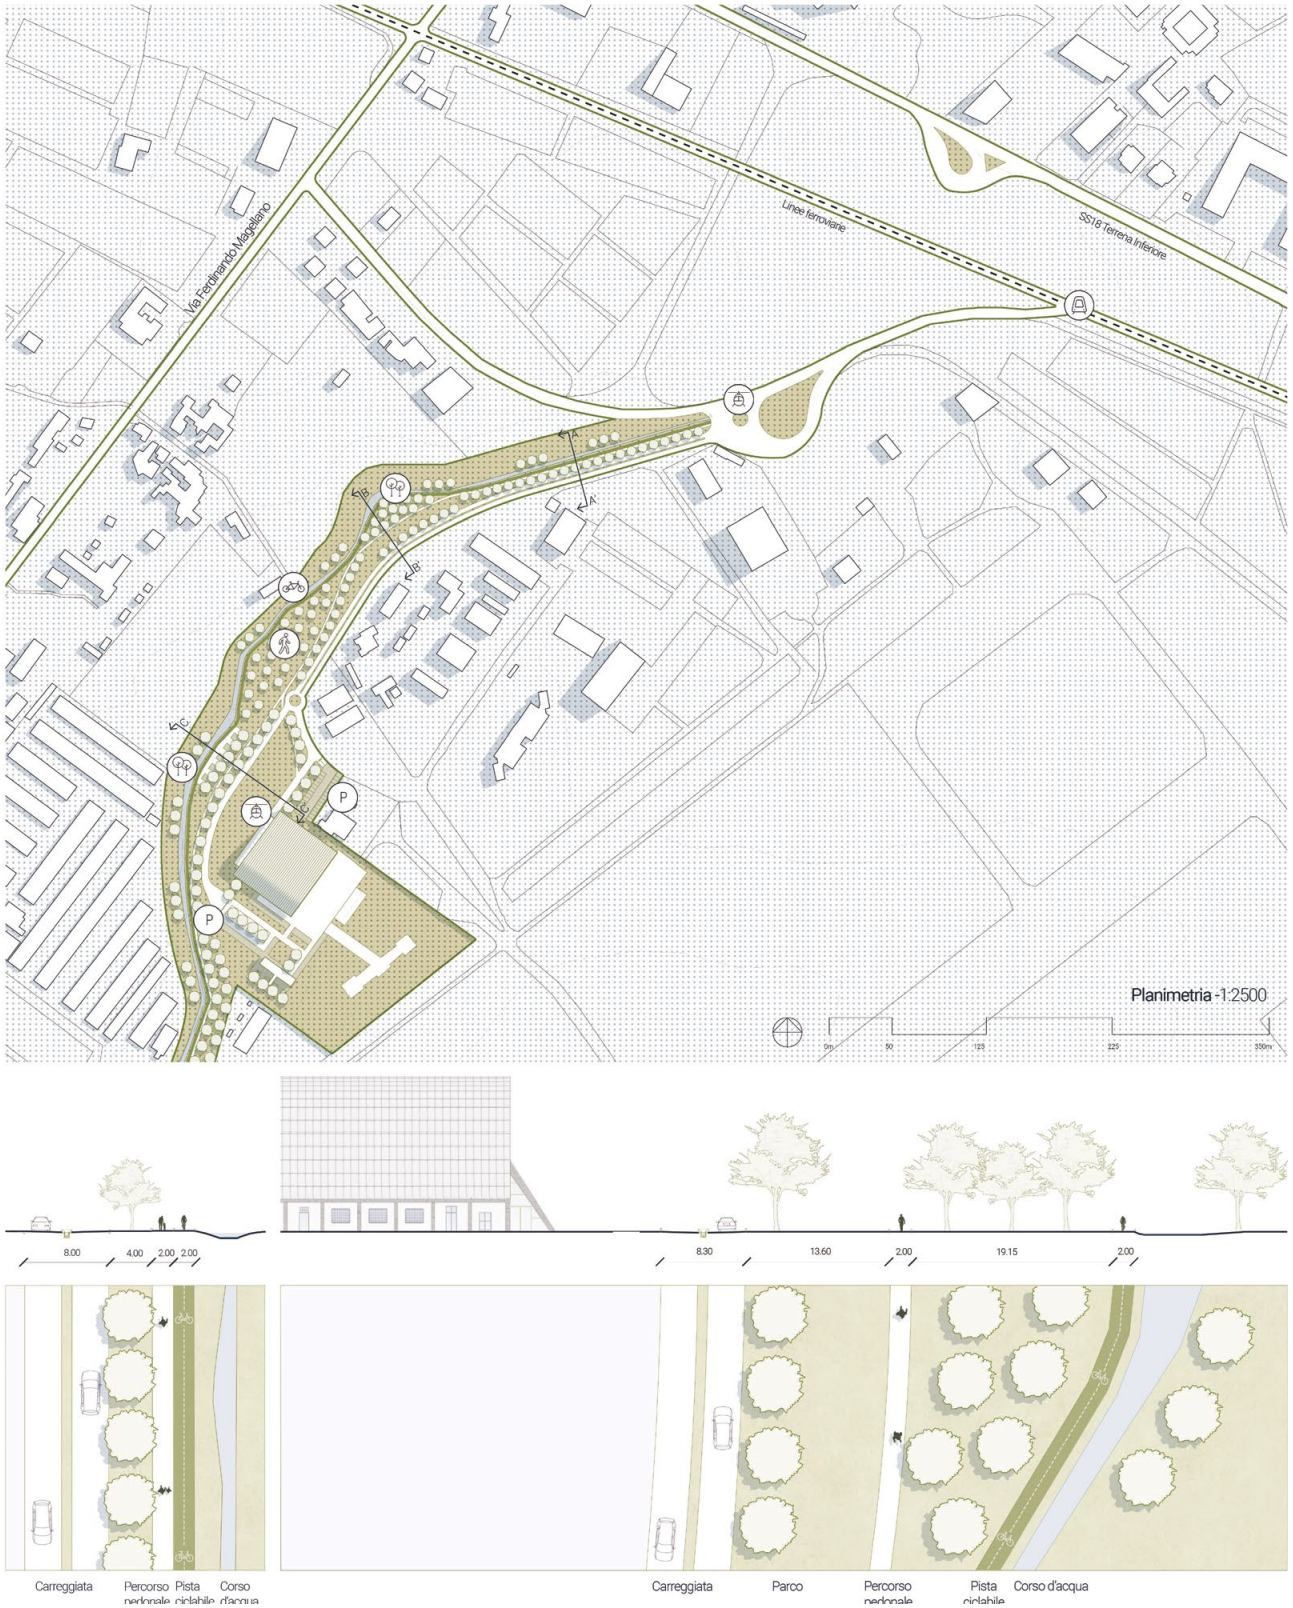 Via Ferdinando Magellano
Linee ferroviarie
SS18 Tirrena Inferiore
A
A'
B
B'
C
C'
P
P
Planimetria -1:2500
0m 50 125 225 350m
8.00 4.00 2.00 2.00
8.30 13.60 2.00 19.15 2.00
Carreggiata Percorso Pista Corso
pedonale ciclabile d'acqua
Carreggiata Parco Percorso Pista Corso d'acqua
pedonale ciclabile